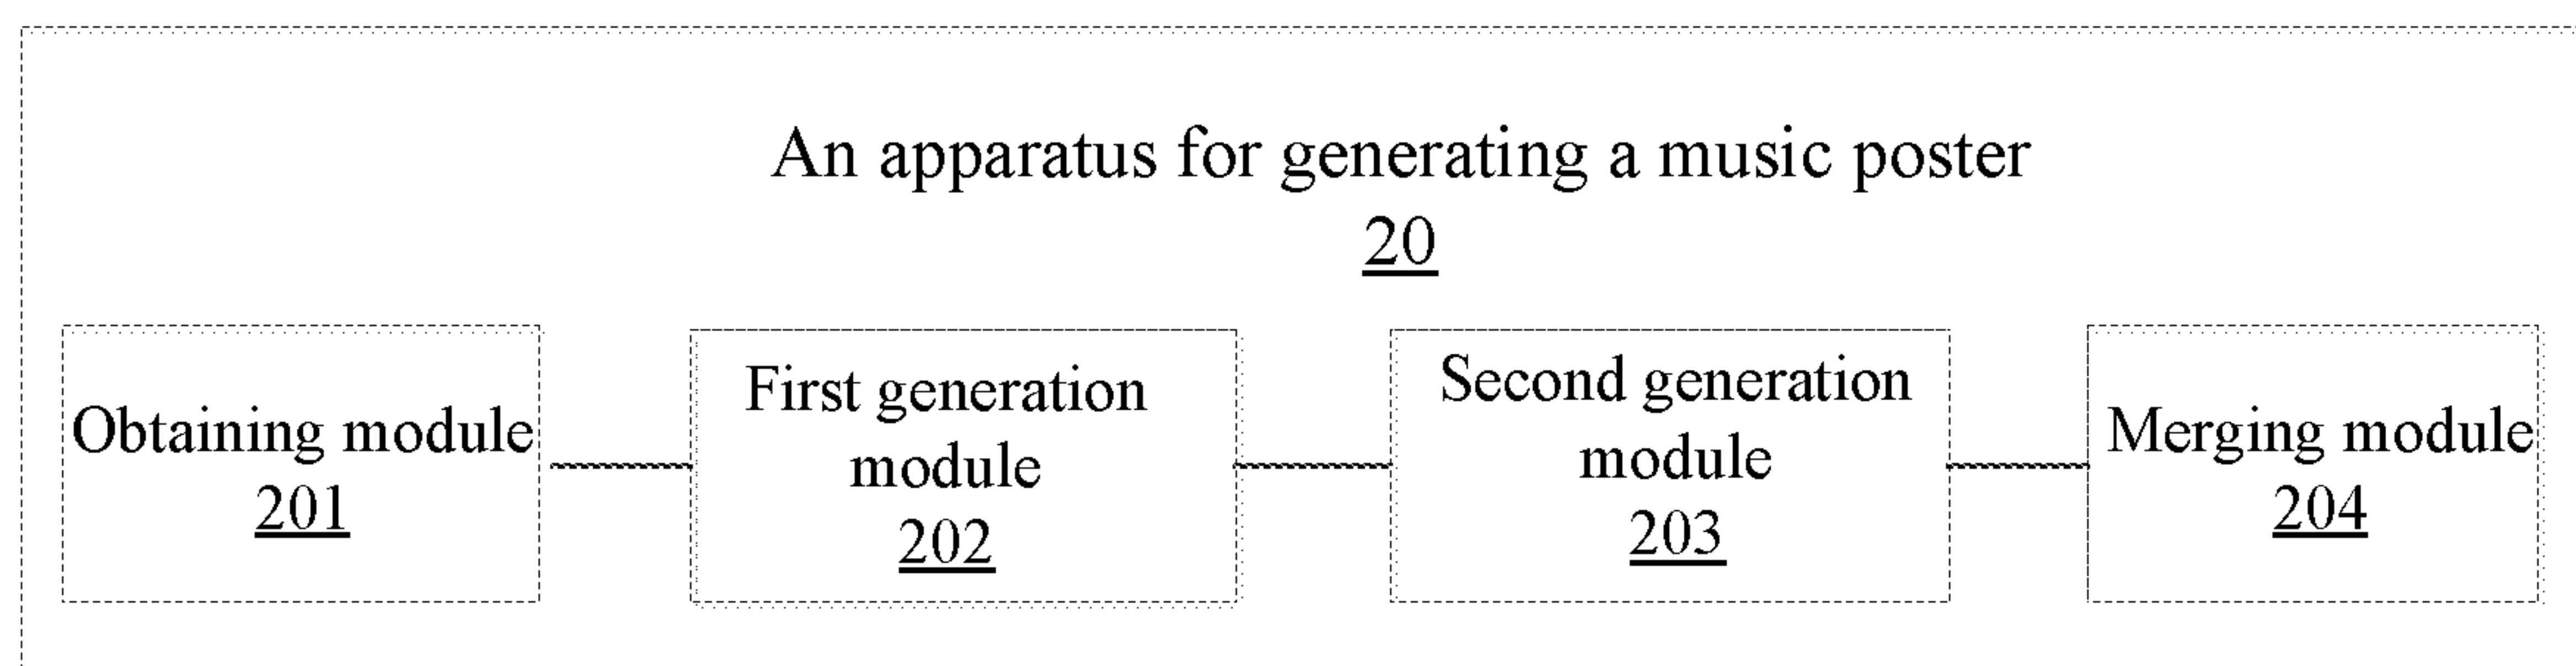 An apparatus for generating a music poster
20
Obtaining module
201
First generation
module
202
Second generation
module
203
Merging module
204